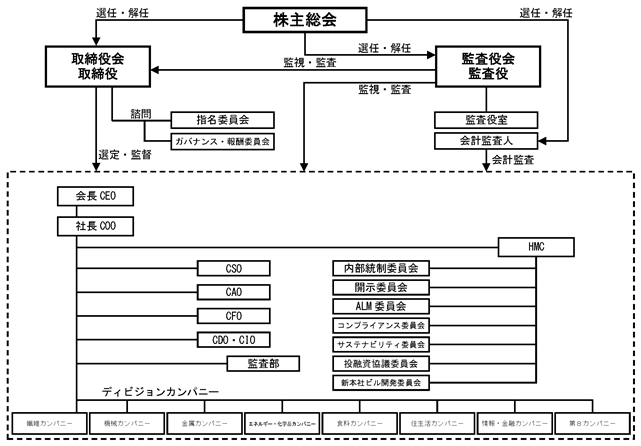 株主総会
選任・解任
選任・解任
選任・解任
取締役会
取締役
監査役会
監査役
監視・監査
監視・監査
諮問
指名委員会
ガバナンス・報酬委員会
監査役室
会計監査人
選定・監督
会計監査
会長 CEO
社長 COO
HMC
CSO
CAO
CFO
CDO・CIO
監査部
内部統制委員会
開示委員会
ALM 委員会
コンプライアンス委員会
サステナビリティ委員会
投融資協議委員会
新本社ビル開発委員会
ディビジョンカンパニー
繊維カンパニー
機械カンパニー
金属カンパニー
エネルギー・化学品カンパニー
食料カンパニー
住生活カンパニー
情報・金融カンパニー
第８カンパニー